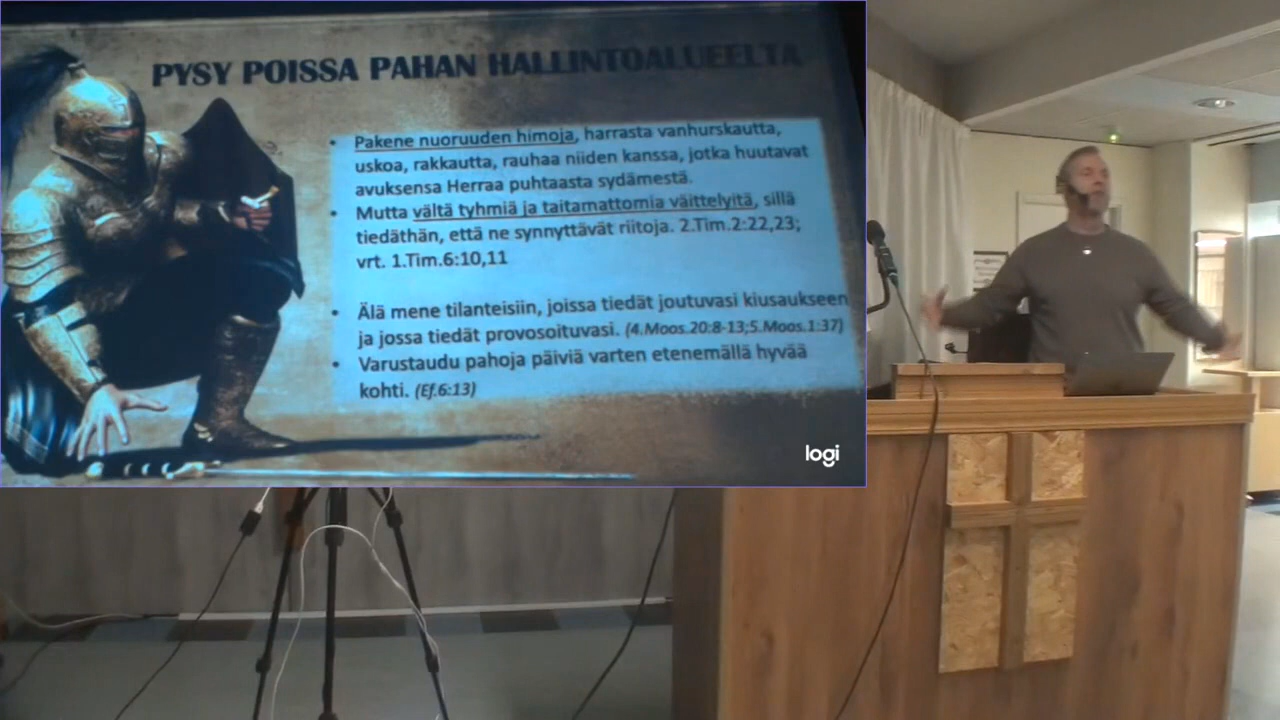 PYSY POISSA PAHAN HALLINTOALUEELTA
• Pakene nuoruuden himoja, harrasta vanhurskautta,
uskoa, rakkautta, rauhaa niiden kanssa, jotka huutavat
avuksensa Herraa puhtaasta sydämestä.
• Mutta vältä tyhmiä ja taitamattomia väittelyitä, sillä
tiedäthän, että ne synnyttävät riitoja. 2.Tim.2:22,23;
vrt. 1.Tim.6:10,11
• Älä mene tilanteisiin, joissa tiedät joutuvasi kiusaukseen
ja jossa tiedät provosoituvasi. (4.Moos.20:8-13;5.Moos.1:37)
• Varustaudu pahoja päiviä varten etenemällä hyvää
kohti. (Ef.6:13)
logi